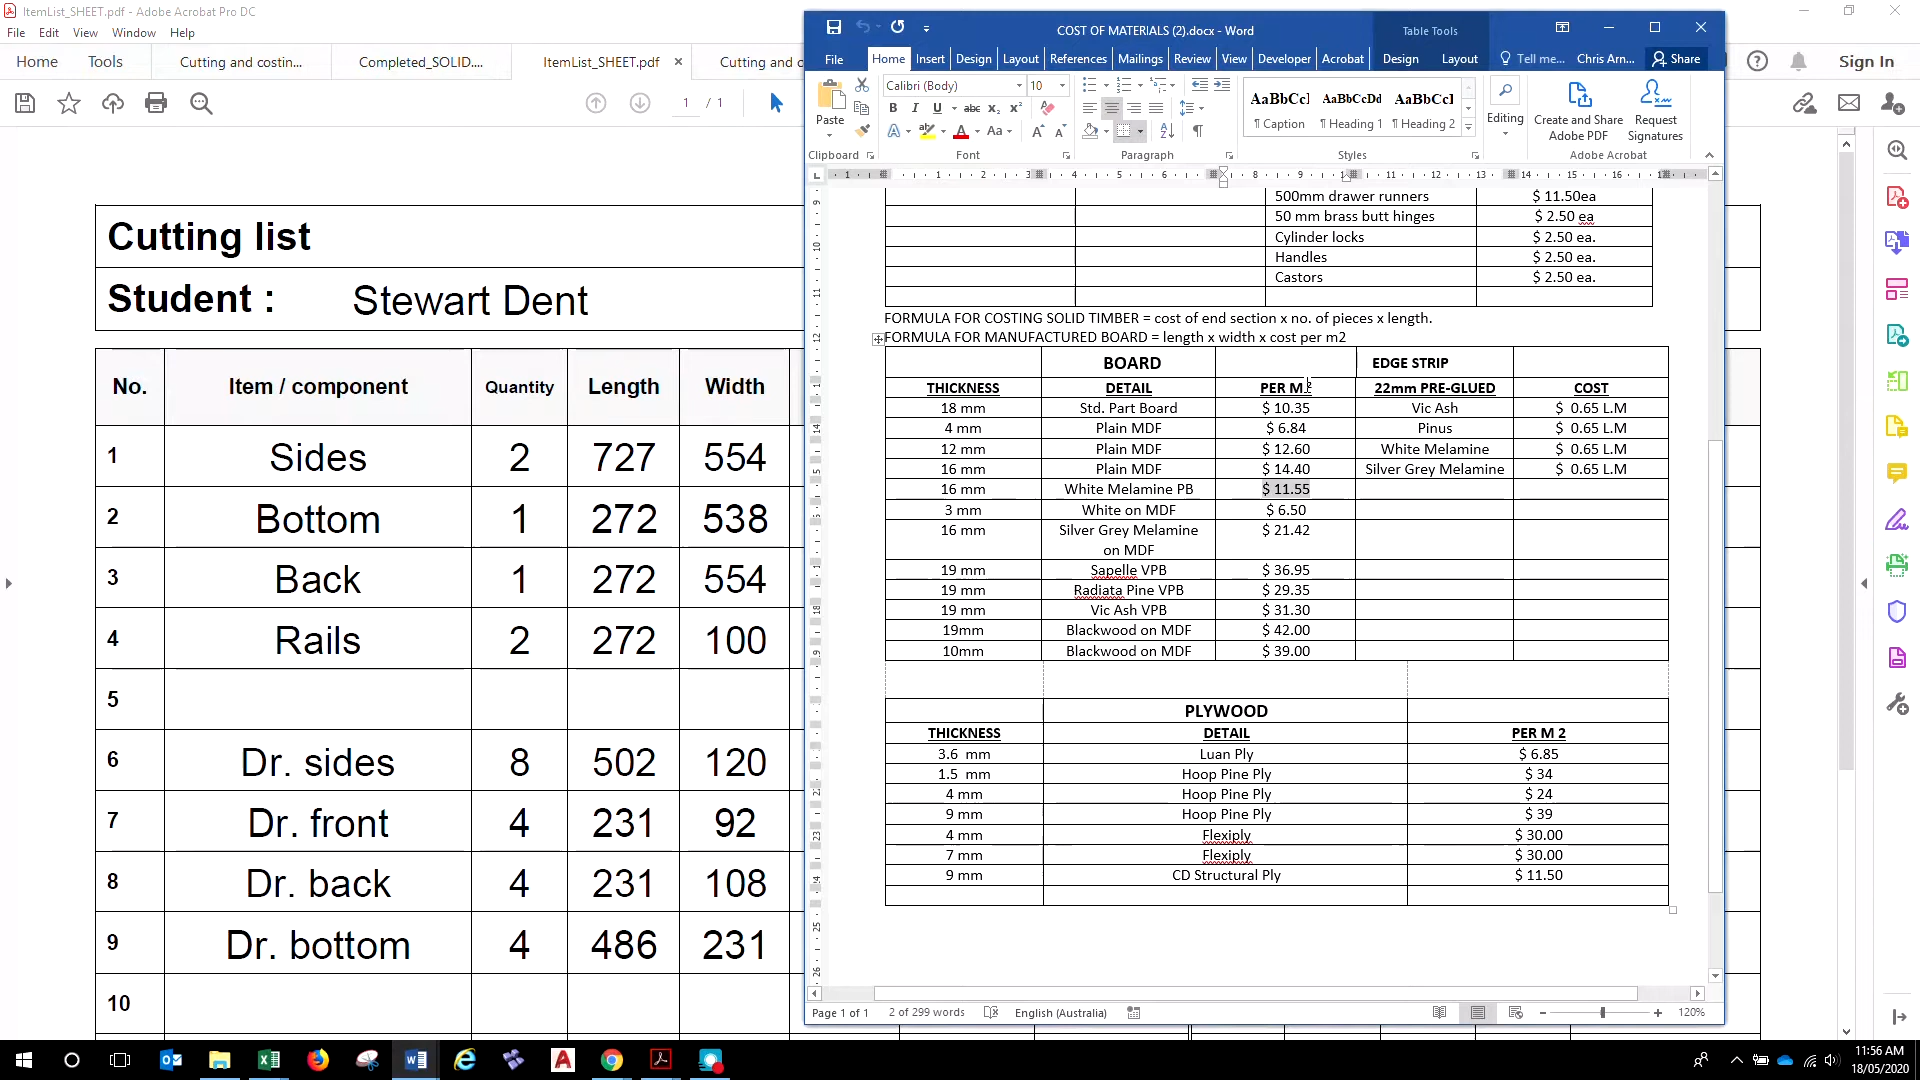 ItemList_SHEET.pdf - Adobe Acrobat Pro DC
File Edit View Window Help
Home Tools Cutting and costin... Completed_SOLID.... ItemList_SHEET.pdf × Cutting and c
Sign In
1 / 1
Cutting list
Student : Stewart Dent
No. Item / component Quantity Length Width
1 Sides 2 727 554
2 Bottom 1 272 538
3 Back 1 272 554
4 Rails 2 272 100
5
6 Dr. sides 8 502 120
7 Dr. front 4 231 92
8 Dr. back 4 231 108
9 Dr. bottom 4 486 231
10
COST OF MATERIALS (2).docx - Word
Table Tools
File Home Insert Design Layout References Mailings Review View Developer Acrobat Design Layout Tell me... Chris Arn... Share
Paste
Calibri (Body) 10
B I U abc x₂ x²
A A Aa A A
AaBbCcI AaBbCcDd AaBbCcI
¶ Caption ¶ Heading 1 ¶ Heading 2
Editing
Create and Share Adobe PDF
Request Signatures
Clipboard Font Paragraph Styles Adobe Acrobat
500mm drawer runners $ 11.50ea
50 mm brass butt hinges $ 2.50 ea
Cylinder locks $ 2.50 ea.
Handles $ 2.50 ea.
Castors $ 2.50 ea.
FORMULA FOR COSTING SOLID TIMBER = cost of end section x no. of pieces x length.
FORMULA FOR MANUFACTURED BOARD = length x width x cost per m2
BOARD EDGE STRIP
THICKNESS DETAIL PER M 2 22mm PRE-GLUED COST
18 mm Std. Part Board $ 10.35 Vic Ash $ 0.65 L.M
4 mm Plain MDF $ 6.84 Pinus $ 0.65 L.M
12 mm Plain MDF $ 12.60 White Melamine $ 0.65 L.M
16 mm Plain MDF $ 14.40 Silver Grey Melamine $ 0.65 L.M
16 mm White Melamine PB $ 11.55
3 mm White on MDF $ 6.50
16 mm Silver Grey Melamine $ 21.42
on MDF
19 mm Sapelle VPB $ 36.95
19 mm Radiata Pine VPB $ 29.35
19 mm Vic Ash VPB $ 31.30
19mm Blackwood on MDF $ 42.00
10mm Blackwood on MDF $ 39.00
PLYWOOD
THICKNESS DETAIL PER M 2
3.6 mm Luan Ply $ 6.85
1.5 mm Hoop Pine Ply $ 34
4 mm Hoop Pine Ply $ 24
9 mm Hoop Pine Ply $ 39
4 mm Flexiply $ 30.00
7 mm Flexiply $ 30.00
9 mm CD Structural Ply $ 11.50
Page 1 of 1 2 of 299 words English (Australia) 120%
11:56 AM
18/05/2020